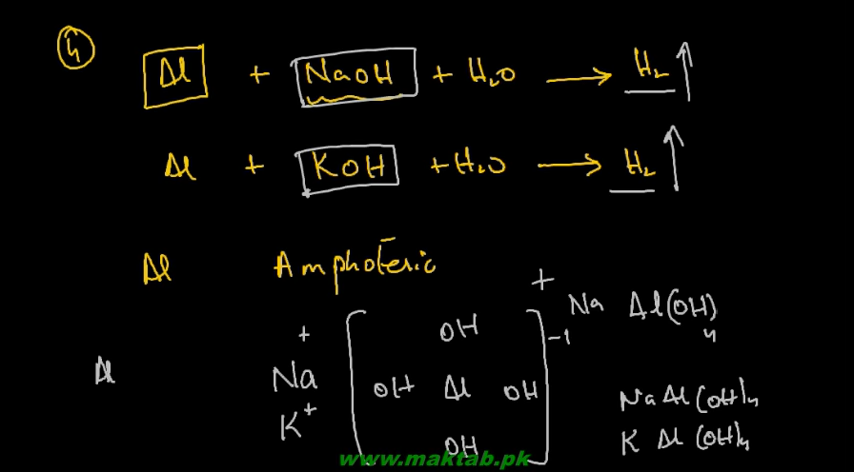 4
Al + NaOH + H₂O → H₂↑
Al + KOH + H₂O → H₂↑
Al Amphoteric
+ OH + Na Al(OH)₄
-1
Al Na OH Al OH NaAl(OH)₄
K⁺ OH K Al(OH)₄
www.maktab.pk